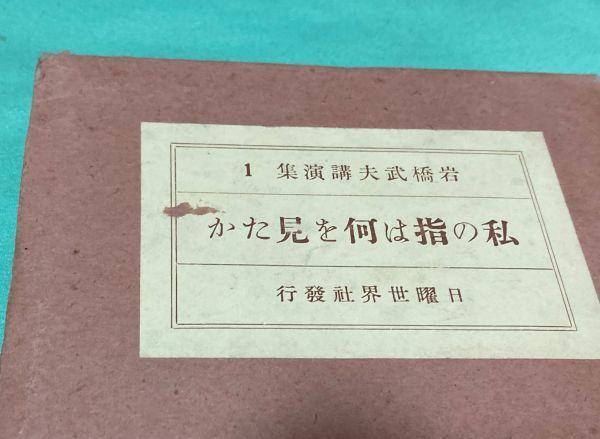 岩橋武夫講演集 1
私の指は何を見たか
日曜世界社發行